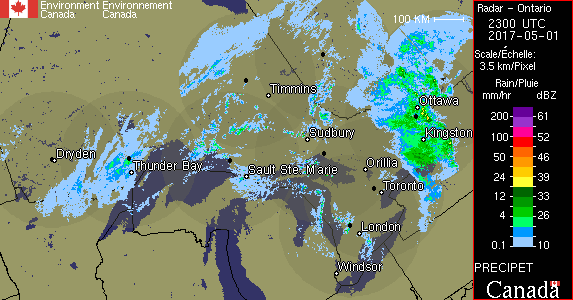 Environment Environnement
Canada Canada
100 KM
Timmins
Ottawa
Sudbury
Kingston
Dryden
Thunder Bay
Sault Ste. Marie
Orillia
Toronto
London
Windsor
Radar - Ontario
2300 UTC
2017-05-01
Scale/Échelle:
3.5 km/Pixel
Rain/Pluie
mm/hr dBZ
200 61
100 52
50 46
24 39
12 33
4 26
0.1 10
PRECIPET
Canada